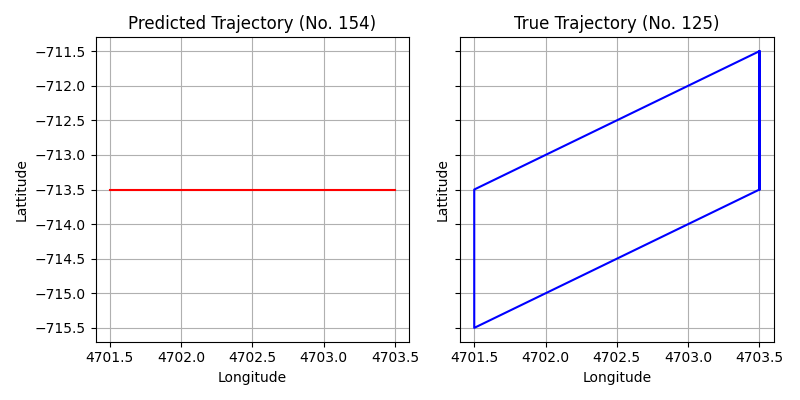 Predicted Trajectory (No. 154)
−711.5
−712.0
−712.5
−713.0
−713.5
−714.0
−714.5
−715.0
−715.5
Lattitude
4701.5 4702.0 4702.5 4703.0 4703.5
Longitude
True Trajectory (No. 125)
Lattitude
4701.5 4702.0 4702.5 4703.0 4703.5
Longitude